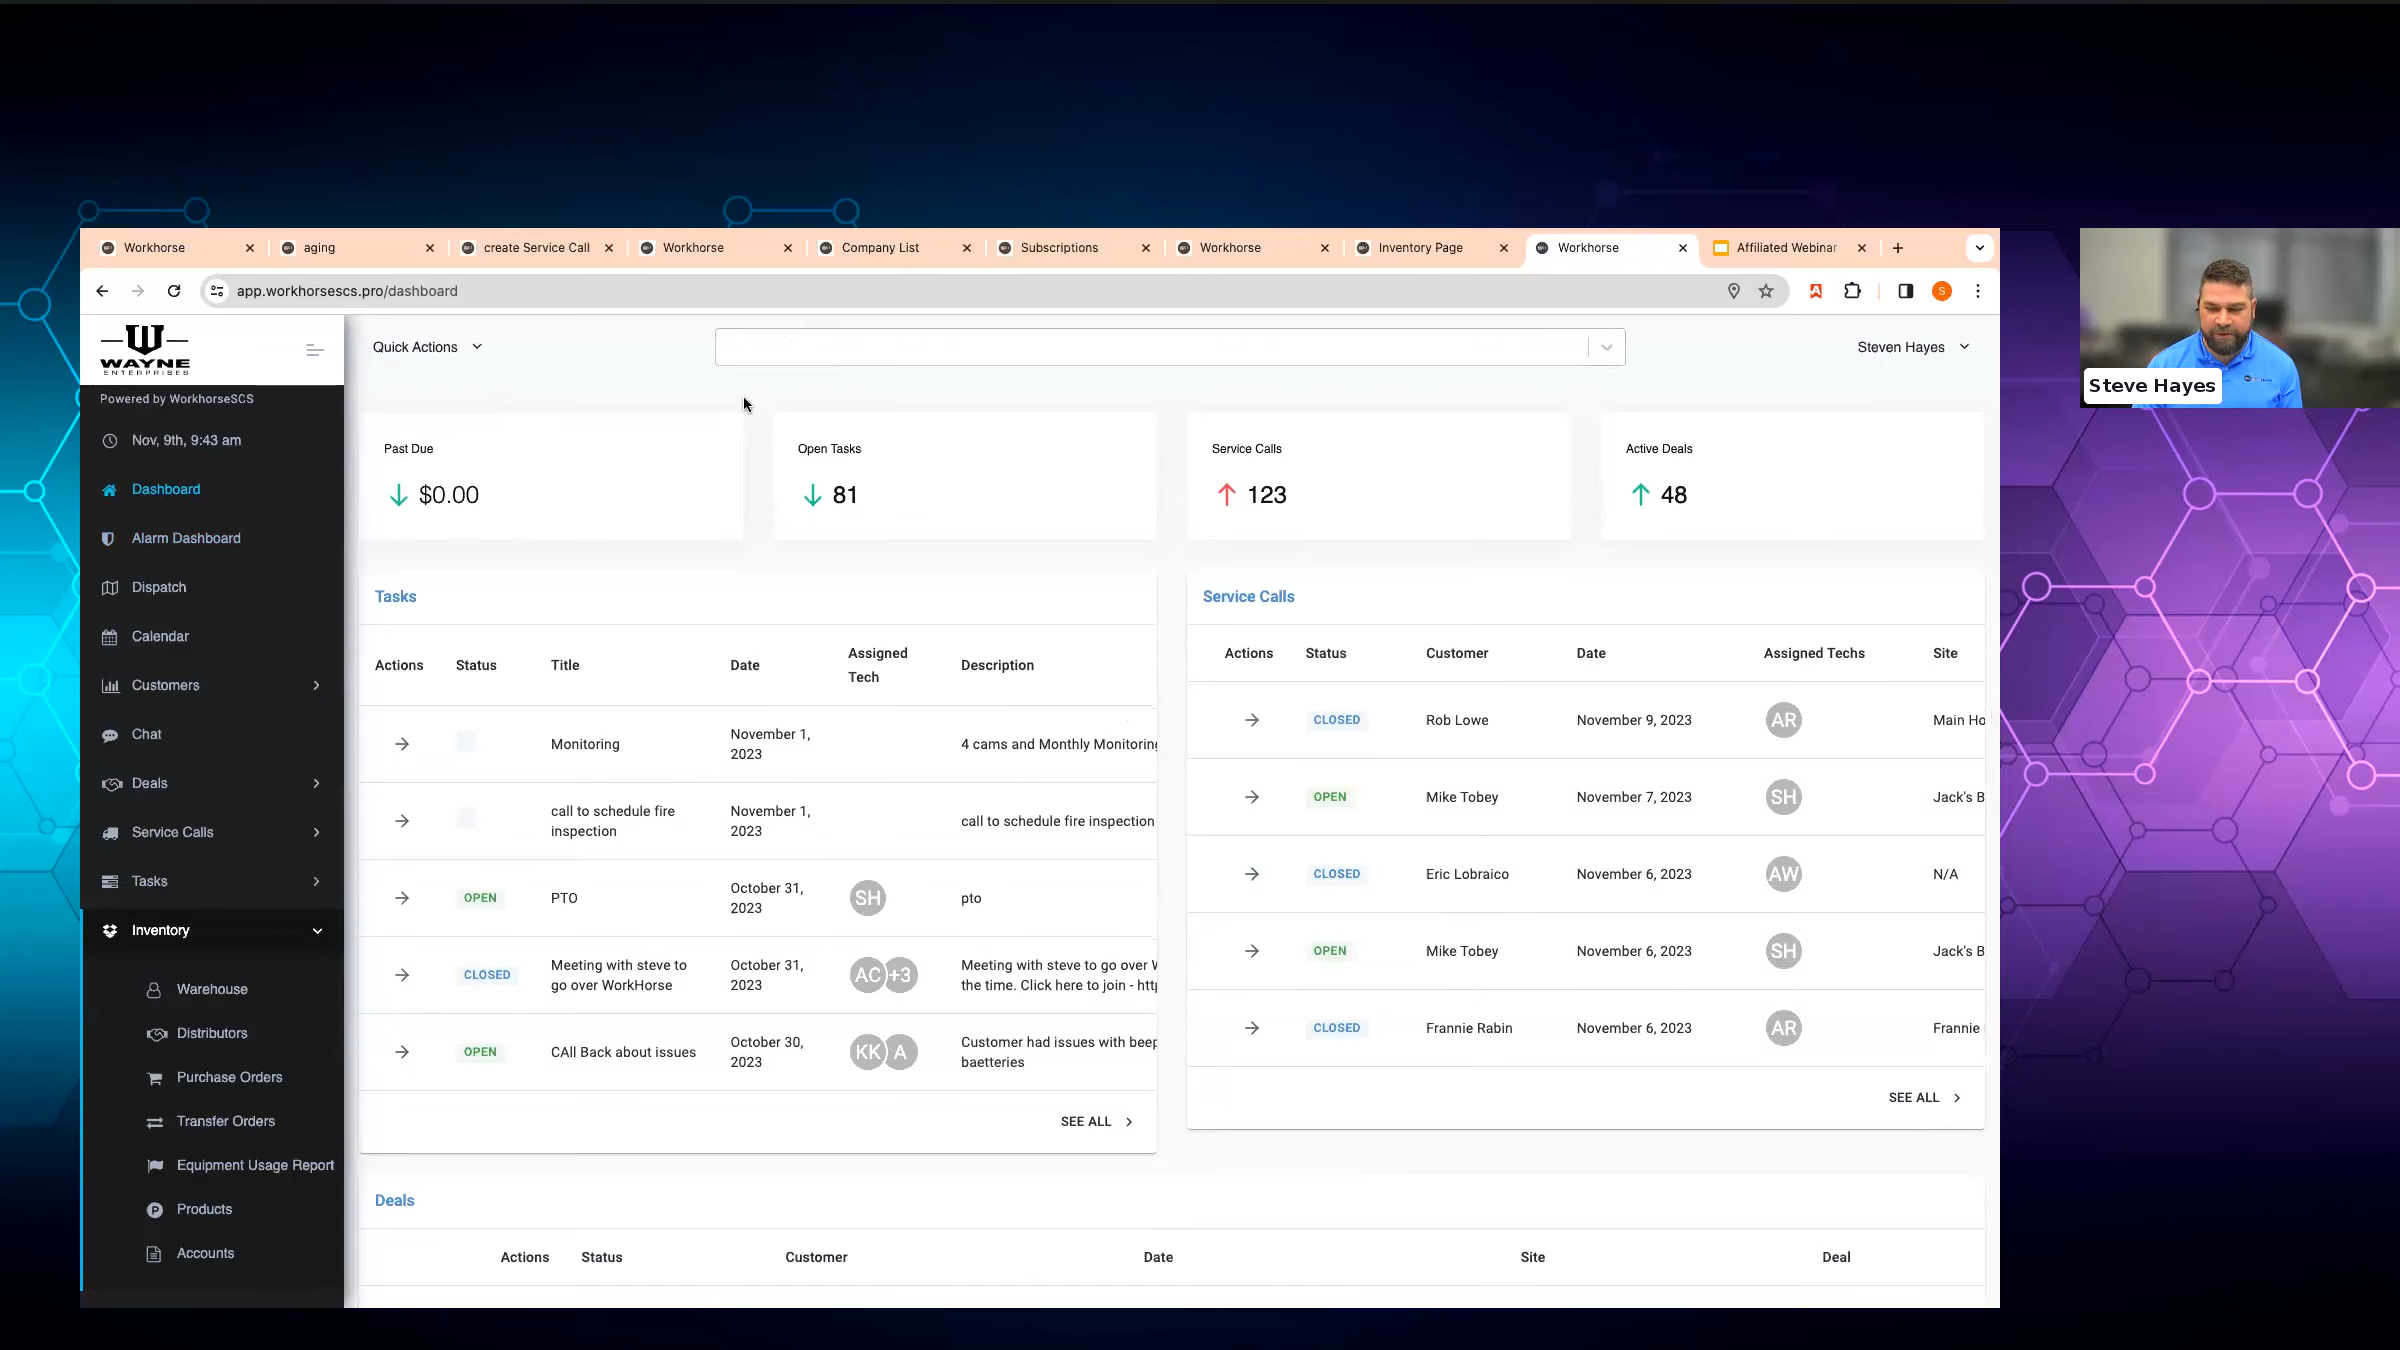 Workhorse
aging
create Service Call
Workhorse
Company List
Subscriptions
Workhorse
Inventory Page
Workhorse
Affiliated Webinar
app.workhorsescs.pro/dashboard
S
WAYNE
ENTERPRISES
Powered by WorkhorseSCS
Nov, 9th, 9:43 am
Dashboard
Alarm Dashboard
Dispatch
Calendar
Customers
Chat
Deals
Service Calls
Tasks
Inventory
Warehouse
Distributors
Purchase Orders
Transfer Orders
Equipment Usage Report
Products
Accounts
Quick Actions
Steven Hayes
Past Due
$0.00
Open Tasks
81
Service Calls
123
Active Deals
48
Tasks
Actions Status Title Date Assigned Tech Description
Monitoring November 1, 2023 4 cams and Monthly Monitoring
call to schedule fire inspection November 1, 2023 call to schedule fire inspection
OPEN PTO October 31, 2023 SH pto
CLOSED Meeting with steve to go over WorkHorse October 31, 2023 AC +3 Meeting with steve to go over the time. Click here to join - htt
OPEN CAll Back about issues October 30, 2023 KK A Customer had issues with beep baetteries
SEE ALL
Service Calls
Actions Status Customer Date Assigned Techs Site
CLOSED Rob Lowe November 9, 2023 AR Main Ho
OPEN Mike Tobey November 7, 2023 SH Jack's B
CLOSED Eric Lobraico November 6, 2023 AW N/A
OPEN Mike Tobey November 6, 2023 SH Jack's B
CLOSED Frannie Rabin November 6, 2023 AR Frannie
SEE ALL
Deals
Actions Status Customer Date Site Deal
Steve Hayes